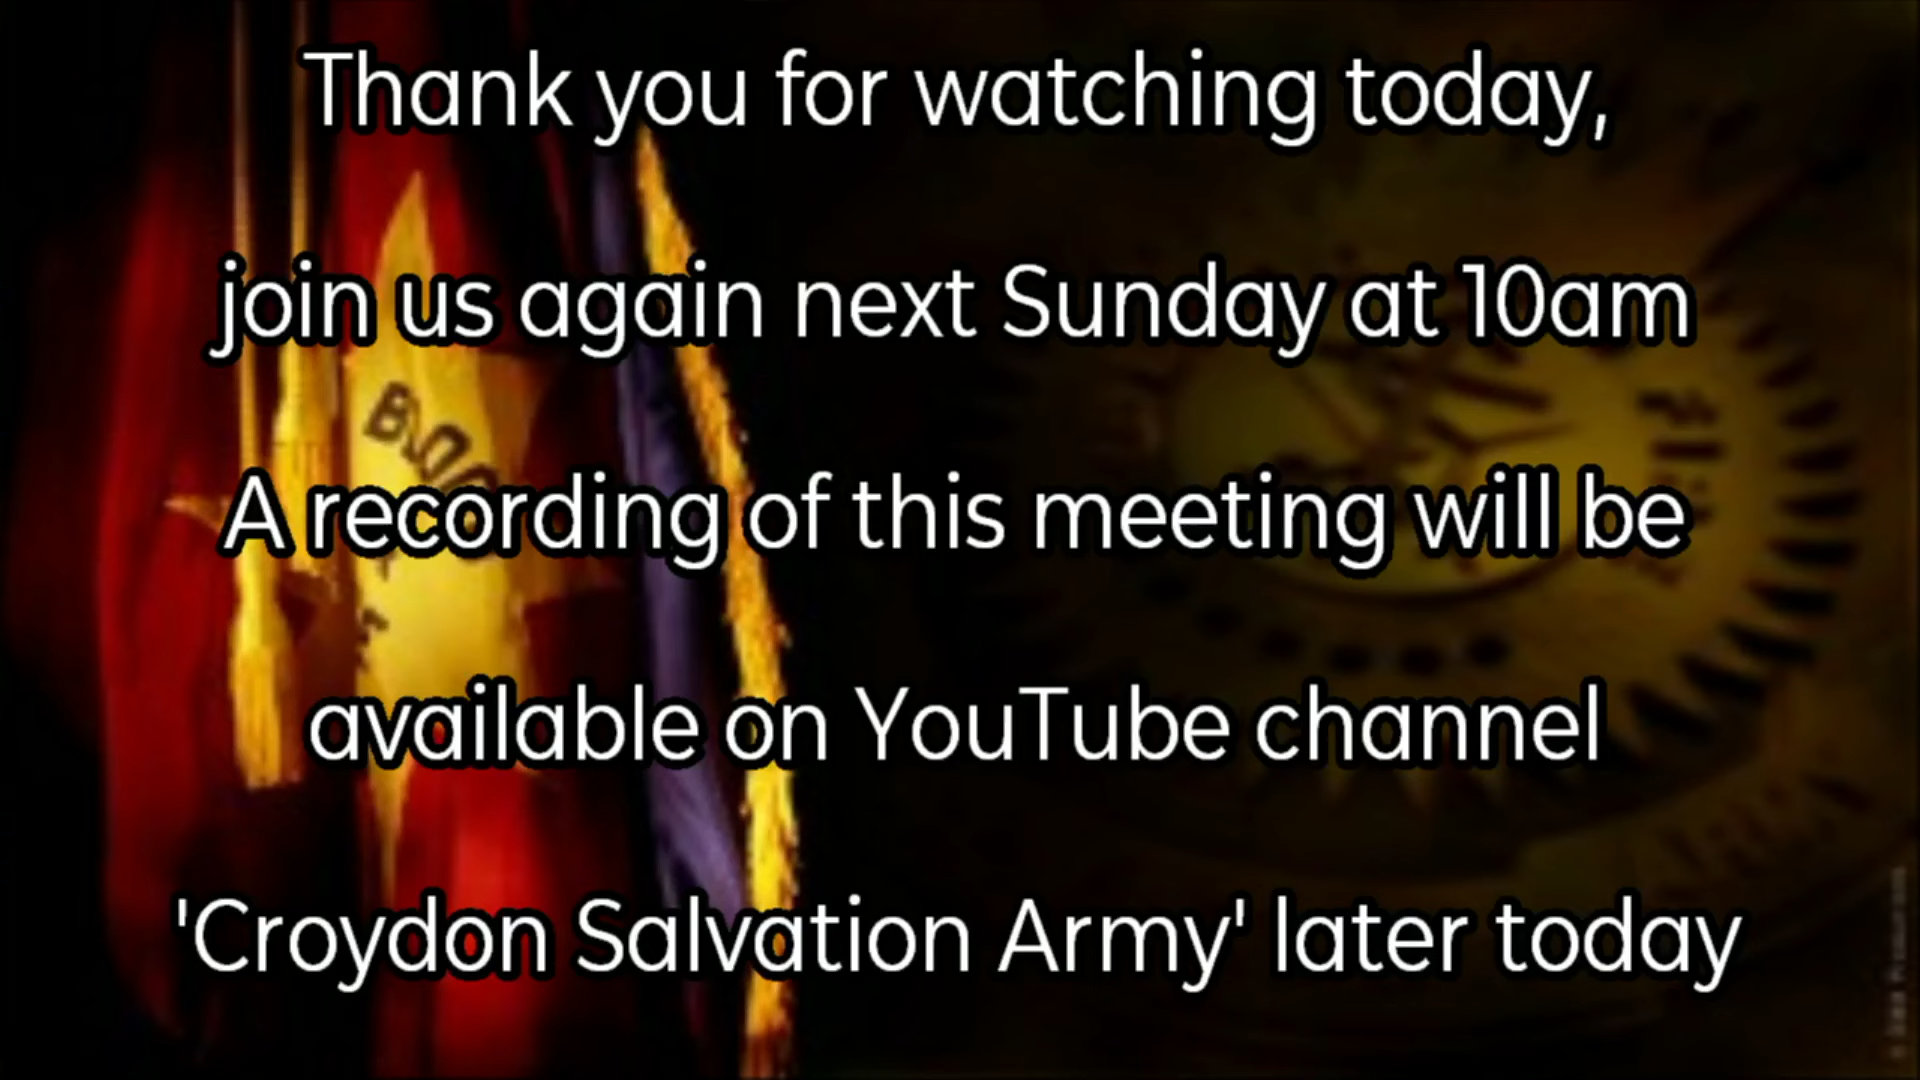 Thank you for watching today,
join us again next Sunday at 10am
A recording of this meeting will be
available on YouTube channel
'Croydon Salvation Army' later today